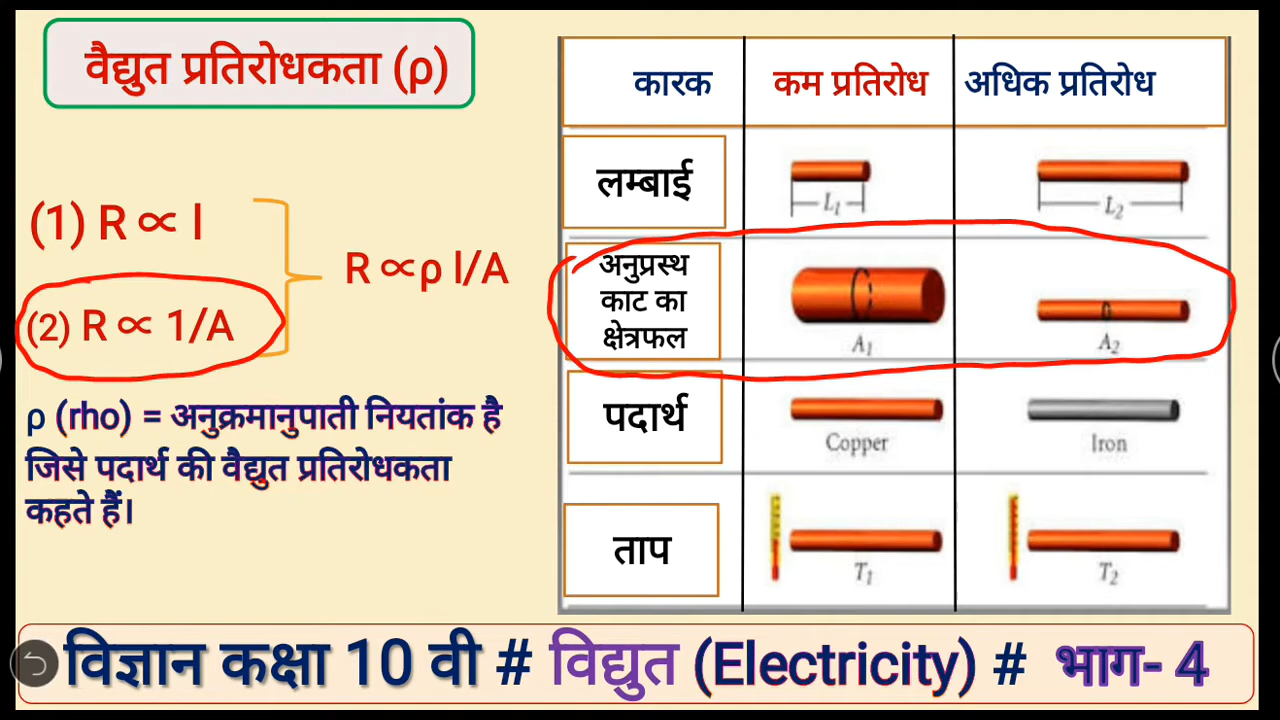 वैद्युत प्रतिरोधकता (ρ)
(1) R ∝ l
(2) R ∝ 1/A
R ∝ρ l/A
ρ (rho) = अनुक्रमानुपाती नियतांक है
जिसे पदार्थ की वैद्युत प्रतिरोधकता
कहते हैं।
कारक कम प्रतिरोध अधिक प्रतिरोध
लम्बाई L₁ L₂
अनुप्रस्थ
काट का
क्षेत्रफल
A₁ A₂
पदार्थ
Copper Iron
ताप
T₁ T₂
विज्ञान कक्षा 10 वी # विद्युत (Electricity) # भाग- 4